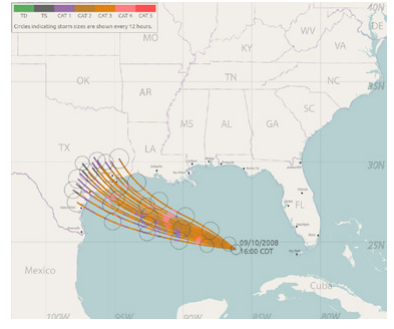 TD TS CAT 1 CAT 2 CAT 3 CAT 4 CAT 5
Circles indicating storm sizes are shown every 12 hours.
40N
MO
KY
WV
VA
DE
OK
TN
NC
35N
AR
SC
MS
AL
GA
TX
LA
30N
FL
09/10/2008
16:00 CDT
25N
Mexico
Cuba
100W
95W
90W
85W
80W